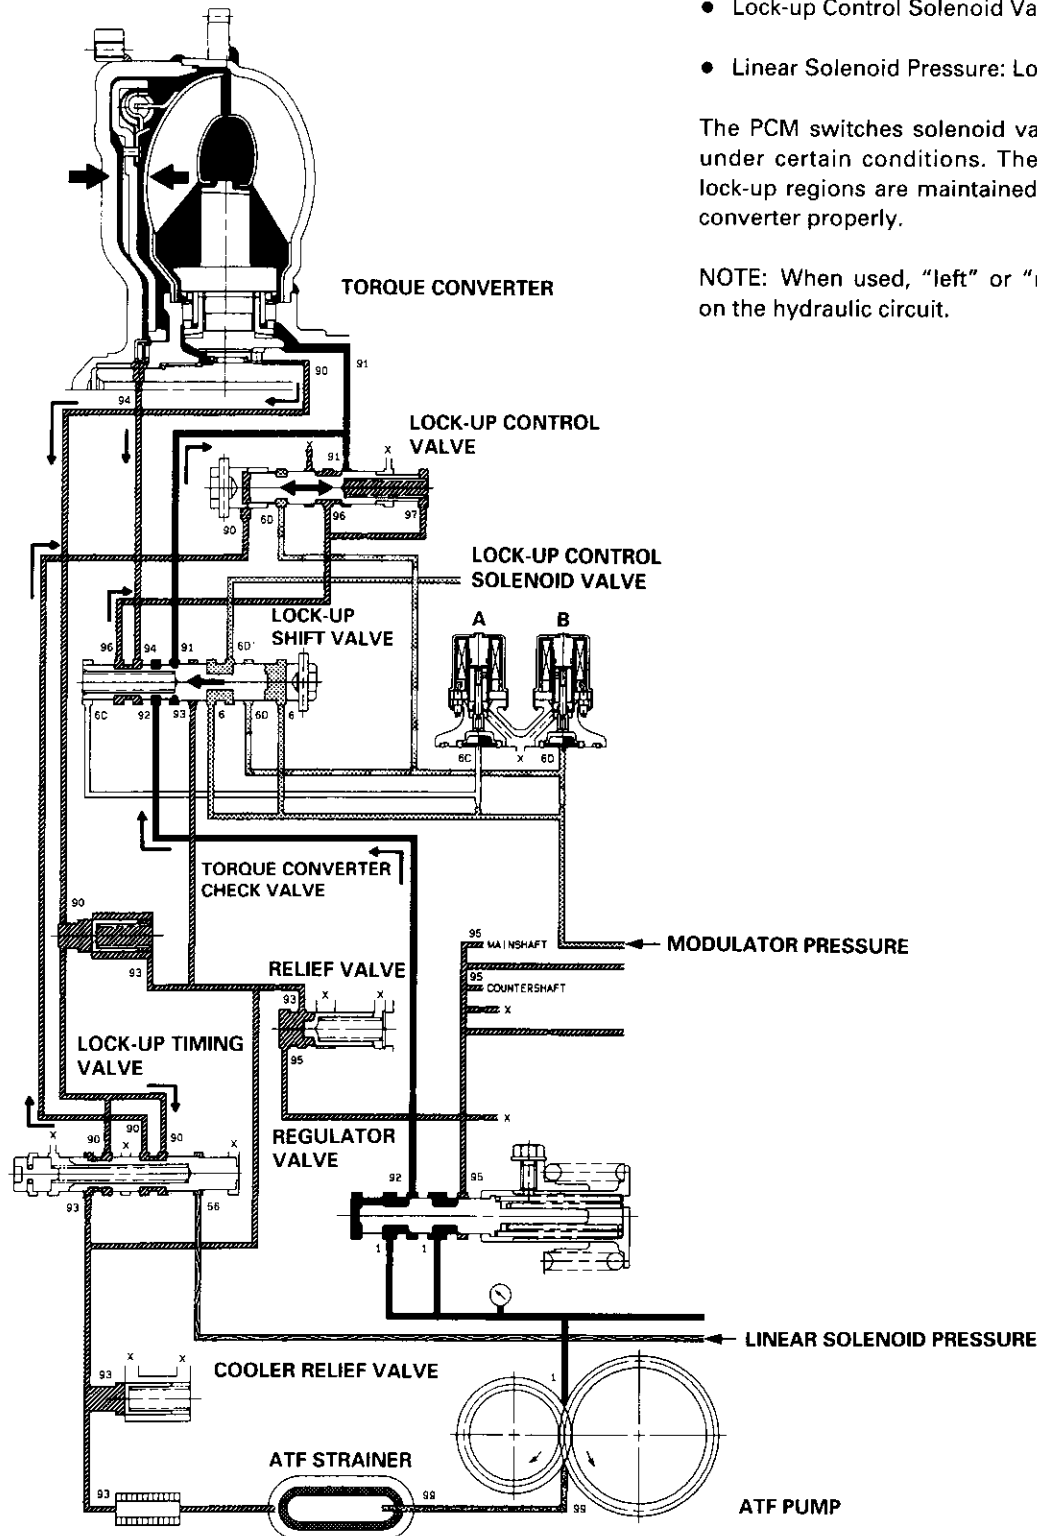 ● Lock-up Control Solenoid Va
● Linear Solenoid Pressure: Lo
The PCM switches solenoid va
under certain conditions. The
lock-up regions are maintained
converter properly.
NOTE: When used, “left” or “r
on the hydraulic circuit.
TORQUE CONVERTER
90
91
94
LOCK-UP CONTROL
VALVE
X
91
X
90
6D
96
97
LOCK-UP CONTROL
SOLENOID VALVE
LOCK-UP
SHIFT VALVE
A
B
96
94
91
6D'
6C
92
93
6
6D
6
6C
X
6D
TORQUE CONVERTER
CHECK VALVE
90
93
95
MAINSHAFT
MODULATOR PRESSURE
RELIEF VALVE
95
COUNTERSHAFT
93
X
X
X
95
LOCK-UP TIMING
VALVE
X
REGULATOR
VALVE
X
90
X
90
90
X
93
56
92
95
1
1
LINEAR SOLENOID PRESSURE
COOLER RELIEF VALVE
93
X
X
1
ATF STRAINER
93
99
99
ATF PUMP